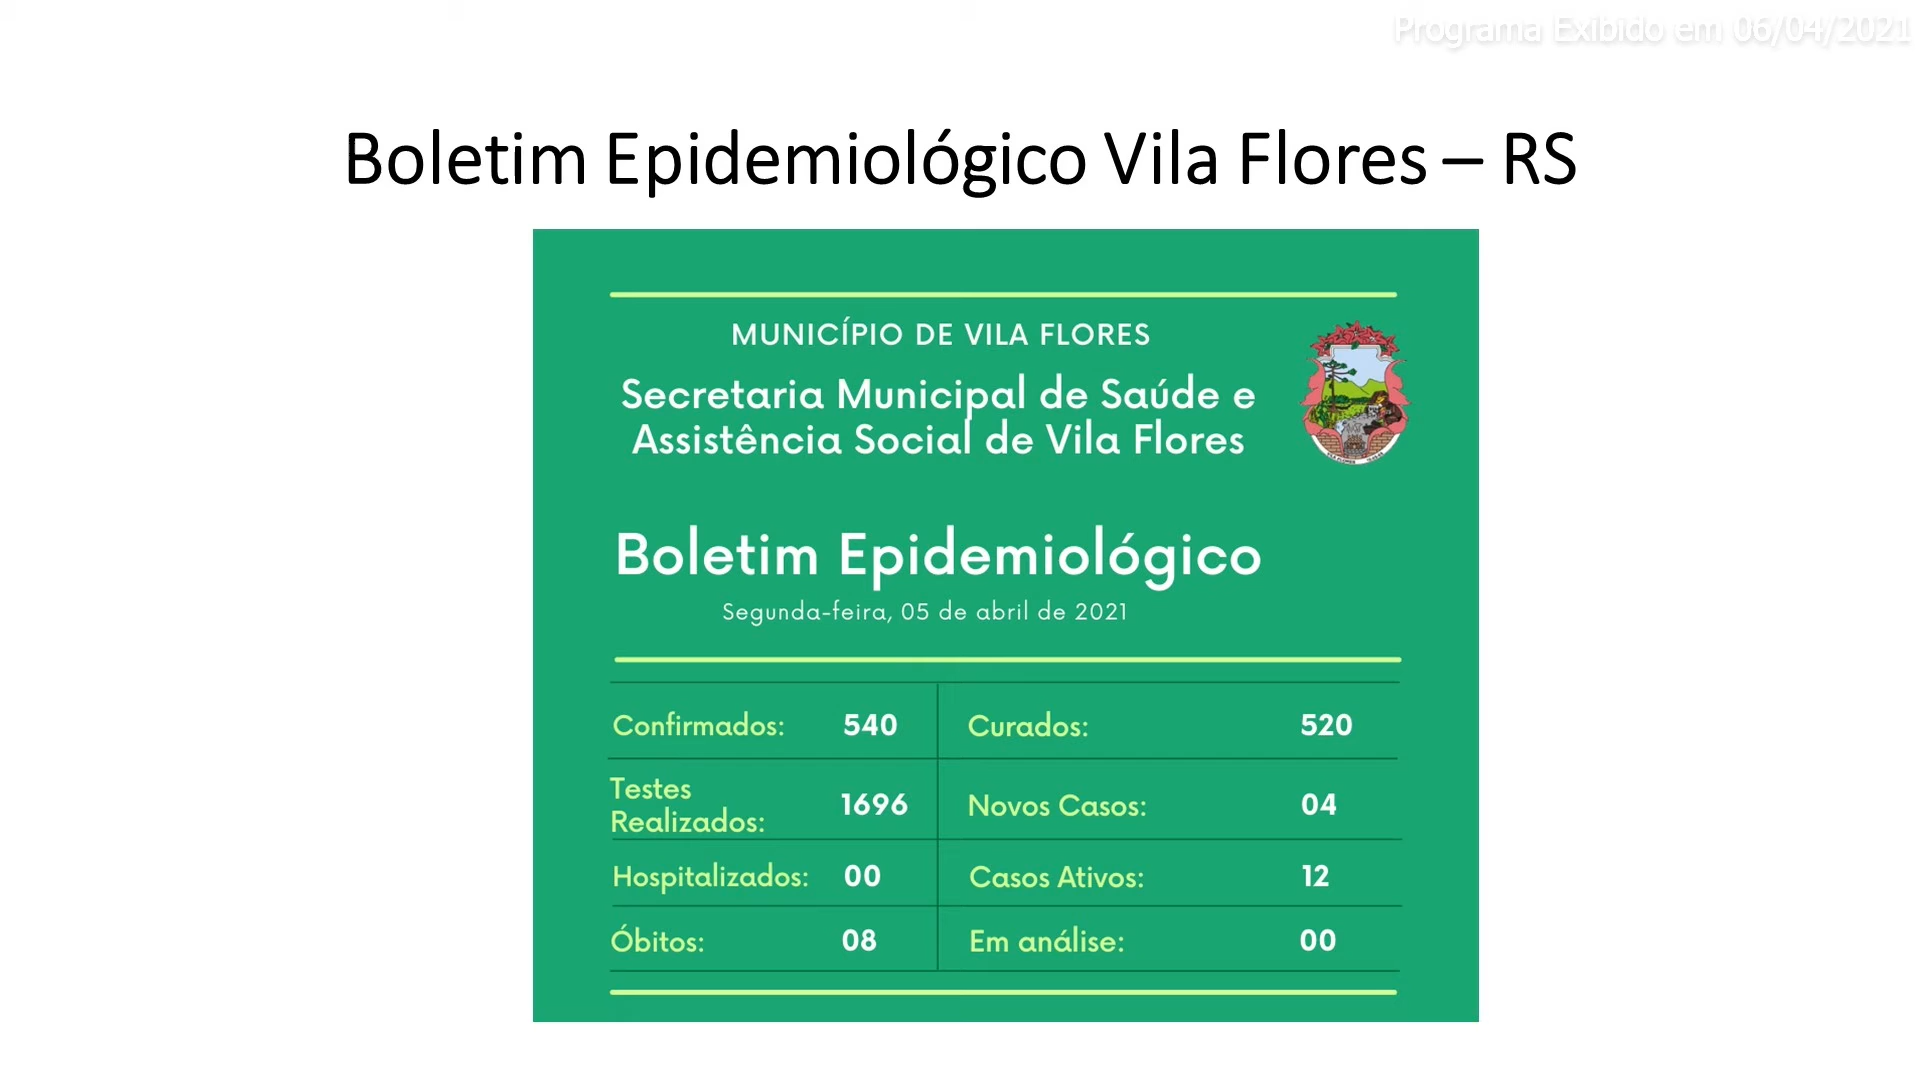 Programa Exibido em 06/04/2021
Boletim Epidemiológico Vila Flores – RS
MUNICÍPIO DE VILA FLORES
Secretaria Municipal de Saúde e
Assistência Social de Vila Flores
Boletim Epidemiológico
Segunda-feira, 05 de abril de 2021
Confirmados: 540 Curados: 520
Testes
Realizados: 1696 Novos Casos: 04
Hospitalizados: 00 Casos Ativos: 12
Óbitos: 08 Em análise: 00